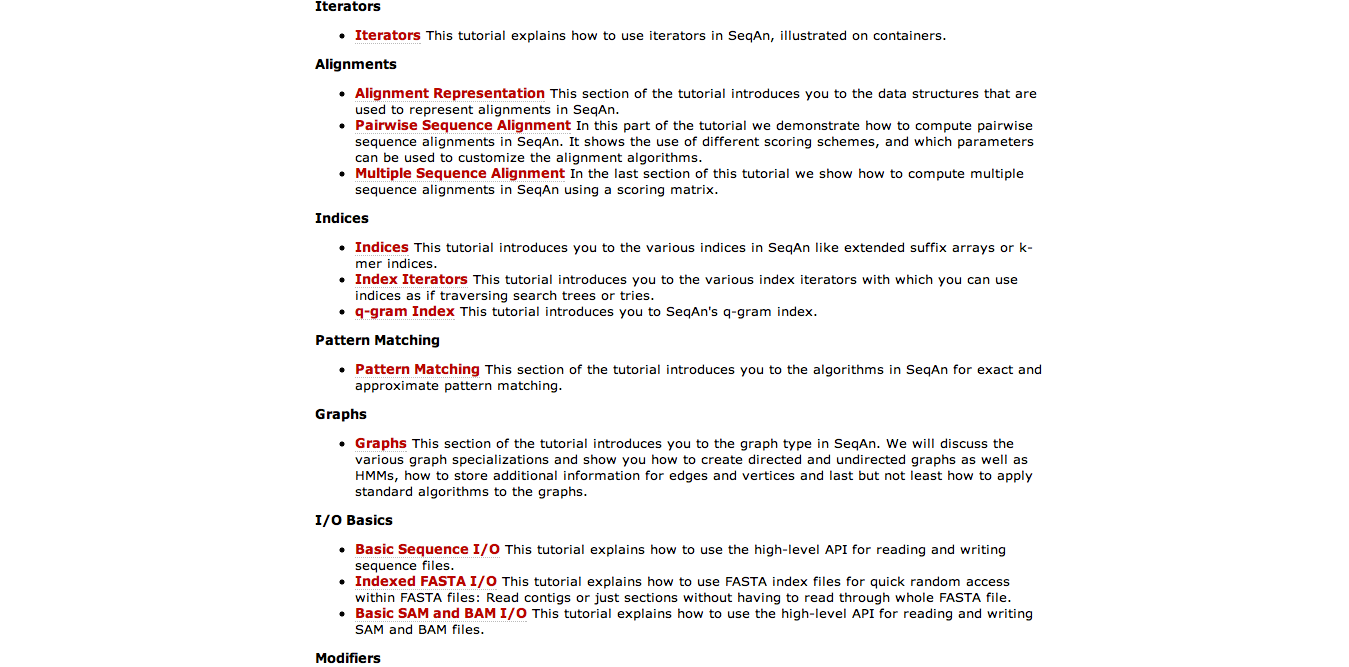 Iterators
Iterators This tutorial explains how to use iterators in SeqAn, illustrated on containers.
Alignments
Alignment Representation This section of the tutorial introduces you to the data structures that are
used to represent alignments in SeqAn.
Pairwise Sequence Alignment In this part of the tutorial we demonstrate how to compute pairwise
sequence alignments in SeqAn. It shows the use of different scoring schemes, and which parameters
can be used to customize the alignment algorithms.
Multiple Sequence Alignment In the last section of this tutorial we show how to compute multiple
sequence alignments in SeqAn using a scoring matrix.
Indices
Indices This tutorial introduces you to the various indices in SeqAn like extended suffix arrays or k-
mer indices.
Index Iterators This tutorial introduces you to the various index iterators with which you can use
indices as if traversing search trees or tries.
q-gram Index This tutorial introduces you to SeqAn's q-gram index.
Pattern Matching
Pattern Matching This section of the tutorial introduces you to the algorithms in SeqAn for exact and
approximate pattern matching.
Graphs
Graphs This section of the tutorial introduces you to the graph type in SeqAn. We will discuss the
various graph specializations and show you how to create directed and undirected graphs as well as
HMMs, how to store additional information for edges and vertices and last but not least how to apply
standard algorithms to the graphs.
I/O Basics
Basic Sequence I/O This tutorial explains how to use the high-level API for reading and writing
sequence files.
Indexed FASTA I/O This tutorial explains how to use FASTA index files for quick random access
within FASTA files: Read contigs or just sections without having to read through whole FASTA file.
Basic SAM and BAM I/O This tutorial explains how to use the high-level API for reading and writing
SAM and BAM files.
Modifiers